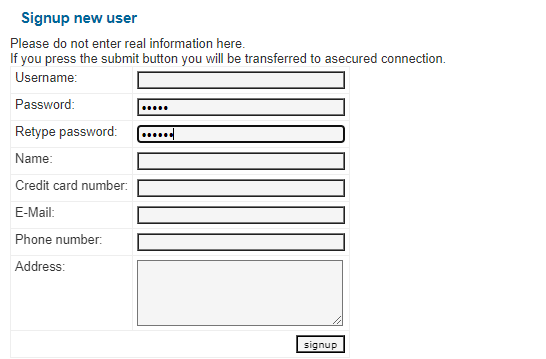 Signup new user
Please do not enter real information here.
If you press the submit button you will be transferred to asecured connection.
Username:
Password: •••••
Retype password: ••••••
Name:
Credit card number:
E-Mail:
Phone number:
Address:
signup